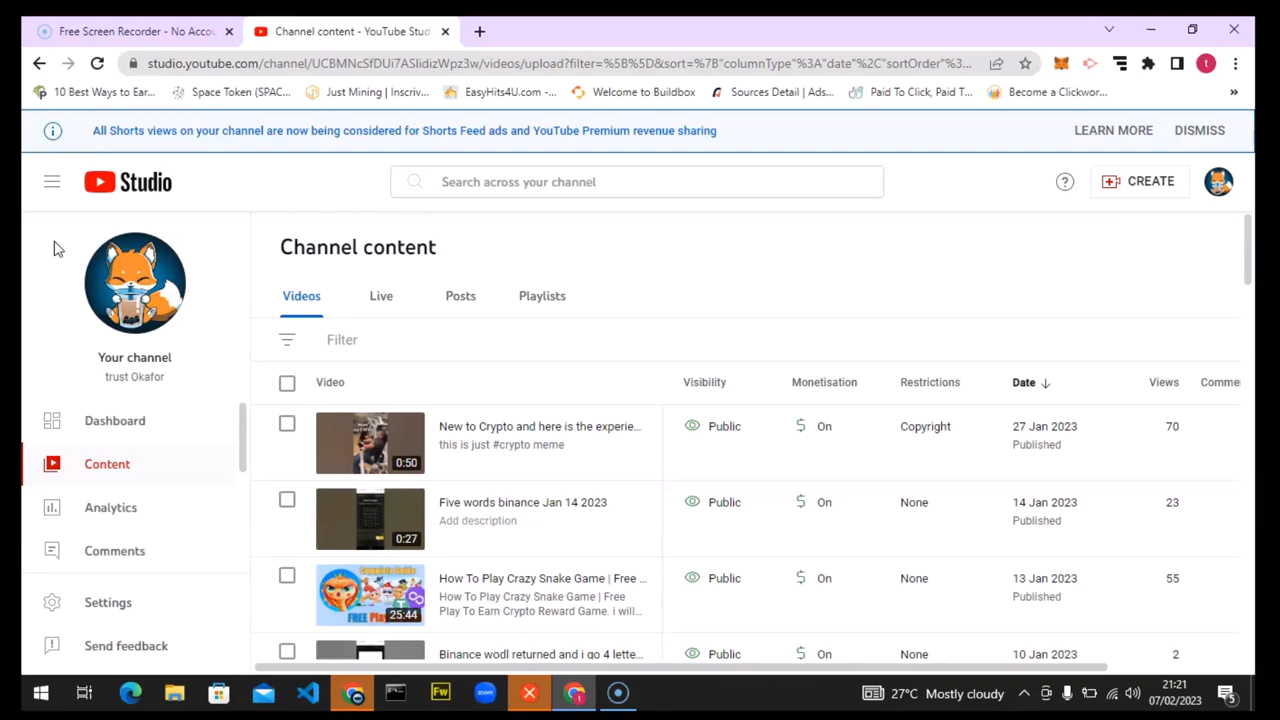 Free Screen Recorder - No Accou
Channel content - YouTube Stud
studio.youtube.com/channel/UCBMNcSfDUi7ASIidizWpz3w/videos/upload?filter=%5B%5D&sort=%7B"columnType"%3A"date"%2C"sortOrder"%3...
10 Best Ways to Ear...
Space Token (SPAC...
Just Mining | Inscriv...
EasyHits4U.com -...
Welcome to Buildbox
Sources Detail | Ads...
Paid To Click, Paid T...
Become a Clickwor...
All Shorts views on your channel are now being considered for Shorts Feed ads and YouTube Premium revenue sharing
LEARN MORE
DISMISS
Studio
Search across your channel
CREATE
Your channel
trust Okafor
Dashboard
Content
Analytics
Comments
Settings
Send feedback
Channel content
Videos
Live
Posts
Playlists
Filter
Video
Visibility
Monetisation
Restrictions
Date
Views
Comme
0:50
New to Crypto and here is the experie...
this is just #crypto meme
Public
On
Copyright
27 Jan 2023
Published
70
0:27
Five words binance Jan 14 2023
Add description
Public
On
None
14 Jan 2023
Published
23
Complete Guide
FREE Pla
25:44
How To Play Crazy Snake Game | Free ...
How To Play Crazy Snake Game | Free
Play To Earn Crypto Reward Game. i will...
Public
On
None
13 Jan 2023
Published
55
Binance wodl returned and i go 4 lette...
Public
On
None
10 Jan 2023
2
Fw
zoom
27°C Mostly cloudy
21:21
07/02/2023
5